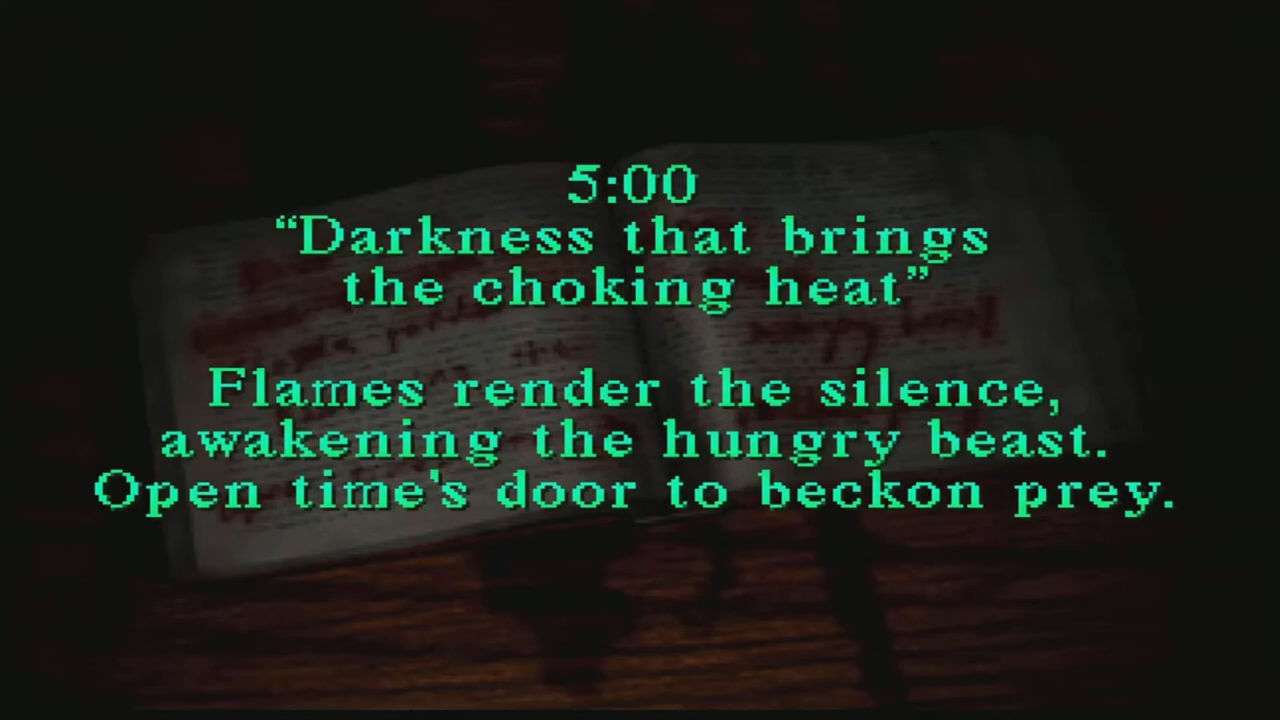 5:00
“Darkness that brings
the choking heat”
Flames render the silence,
awakening the hungry beast.
Open time's door to beckon prey.